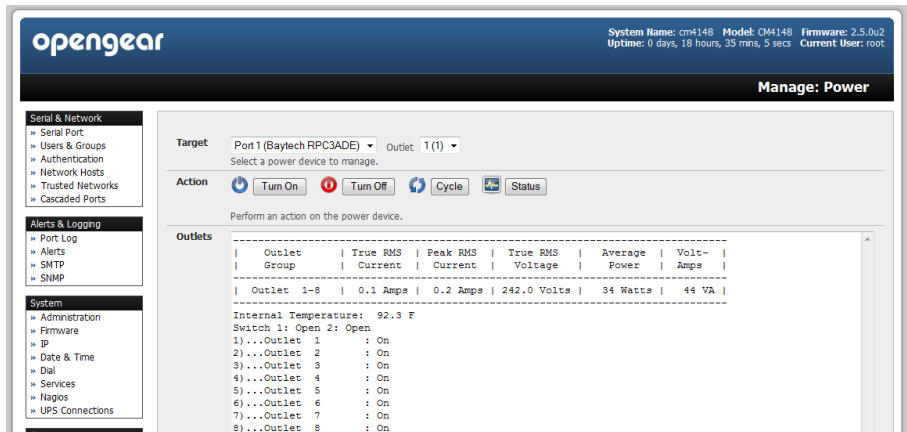 opengear
System Name: cm4148 Model: CM4148 Firmware: 2.5.0u2
Uptime: 0 days, 18 hours, 35 mins, 5 secs Current User: root
Manage: Power
Serial & Network
» Serial Port
» Users & Groups
» Authentication
» Network Hosts
» Trusted Networks
» Cascaded Ports
Alerts & Logging
» Port Log
» Alerts
» SMTP
» SNMP
System
» Administration
» Firmware
» IP
» Date & Time
» Dial
» Services
» Nagios
» UPS Connections
Target Port 1 (Baytech RPC3ADE) Outlet 1 (1)
Select a power device to manage.
Action Turn On Turn Off Cycle Status
Perform an action on the power device.
Outlets
| Outlet | True RMS | Peak RMS | True RMS | Average | Volt- |
| Group | Current | Current | Voltage | Power | Amps |
| Outlet 1-8 | 0.1 Amps | 0.2 Amps | 242.0 Volts | 34 Watts | 44 VA |
Internal Temperature: 92.3 F
Switch 1: Open 2: Open
1)...Outlet 1 : On
2)...Outlet 2 : On
3)...Outlet 3 : On
4)...Outlet 4 : On
5)...Outlet 5 : On
6)...Outlet 6 : On
7)...Outlet 7 : On
8)...Outlet 8 : On